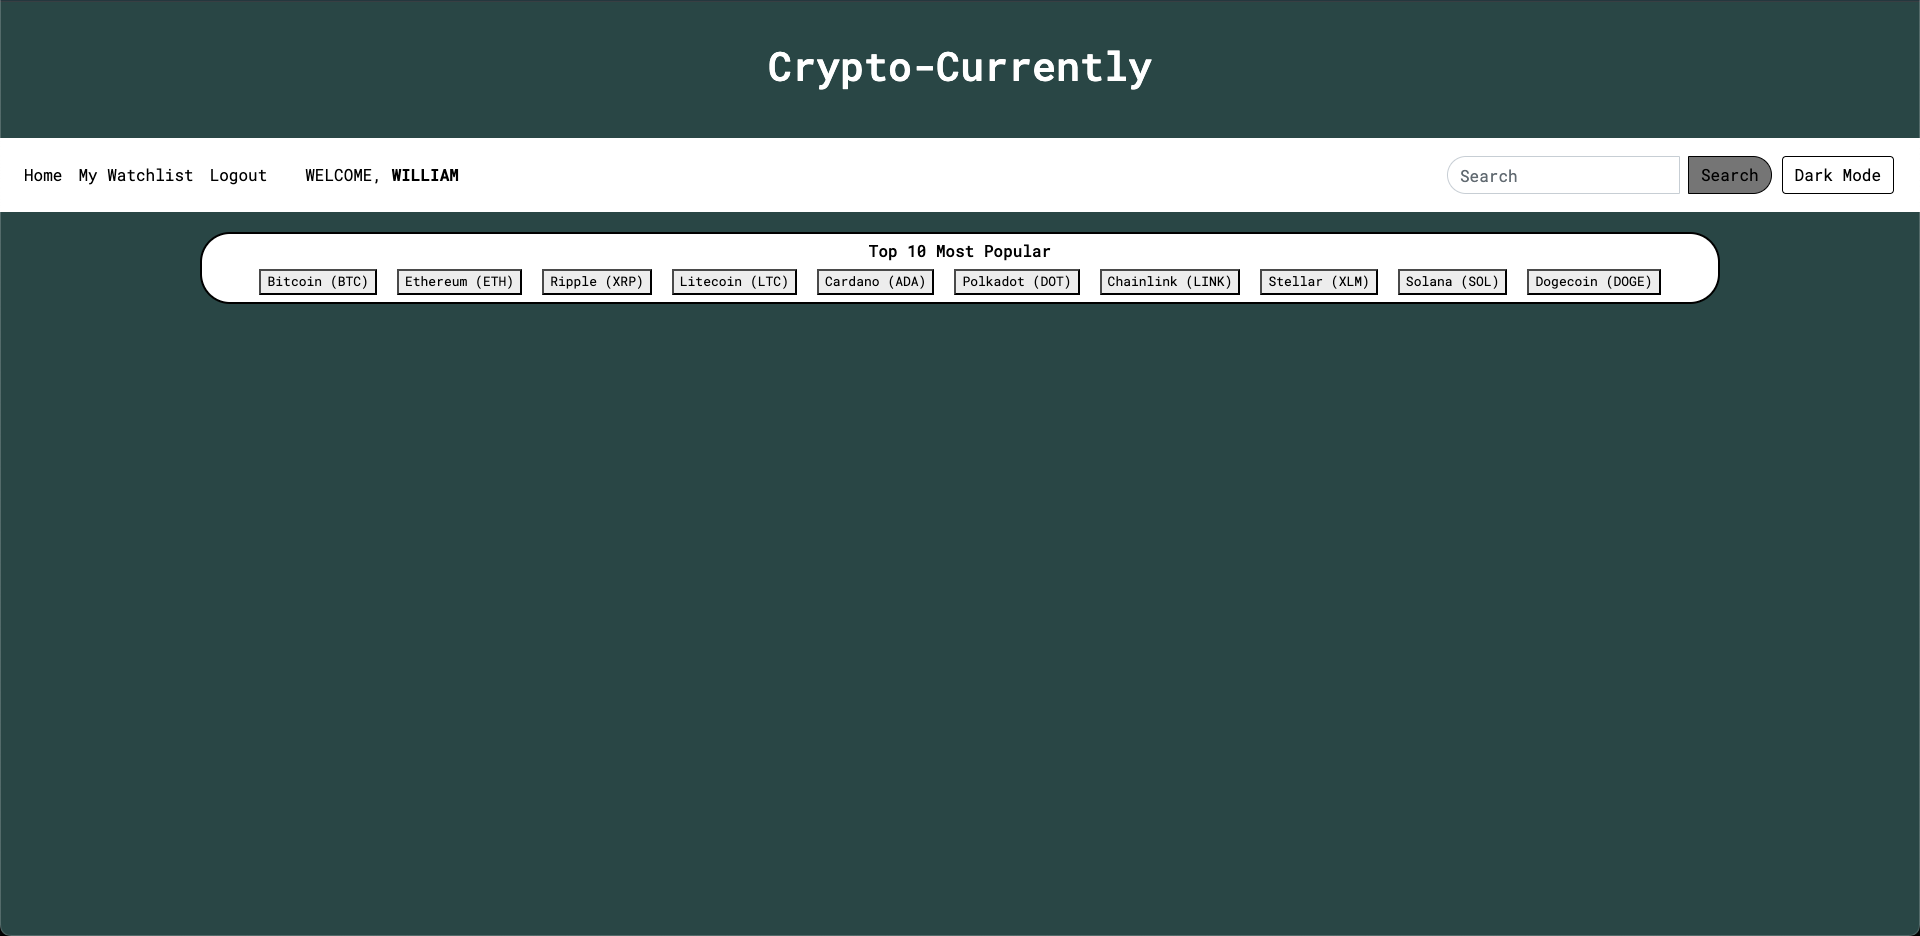 Crypto-Currently
Home My Watchlist Logout WELCOME, WILLIAM Search Search Dark Mode
Top 10 Most Popular
Bitcoin (BTC) Ethereum (ETH) Ripple (XRP) Litecoin (LTC) Cardano (ADA) Polkadot (DOT) Chainlink (LINK) Stellar (XLM) Solana (SOL) Dogecoin (DOGE)